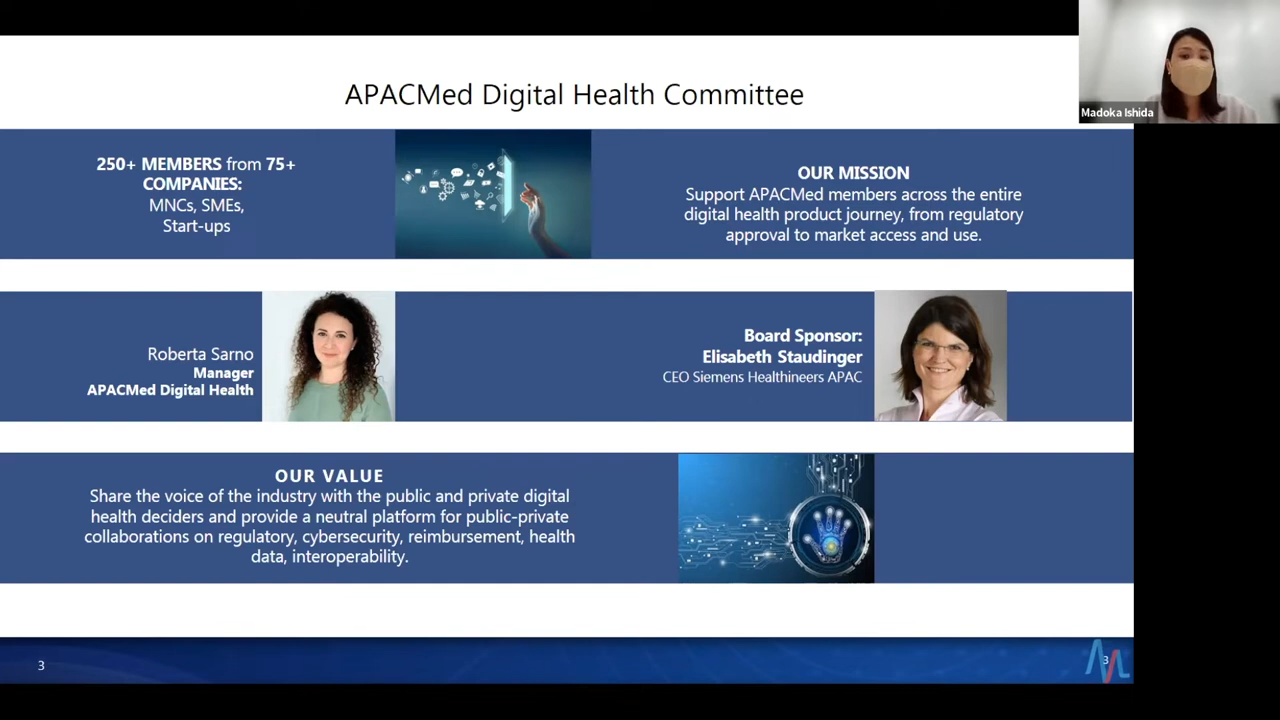 APACMed Digital Health Committee
Madoka Ishida
250+ MEMBERS from 75+
COMPANIES:
MNCs, SMEs,
Start-ups
OUR MISSION
Support APACMed members across the entire
digital health product journey, from regulatory
approval to market access and use.
Roberta Sarno
Manager
APACMed Digital Health
Board Sponsor:
Elisabeth Staudinger
CEO Siemens Healthineers APAC
OUR VALUE
Share the voice of the industry with the public and private digital
health deciders and provide a neutral platform for public-private
collaborations on regulatory, cybersecurity, reimbursement, health
data, interoperability.
3
3